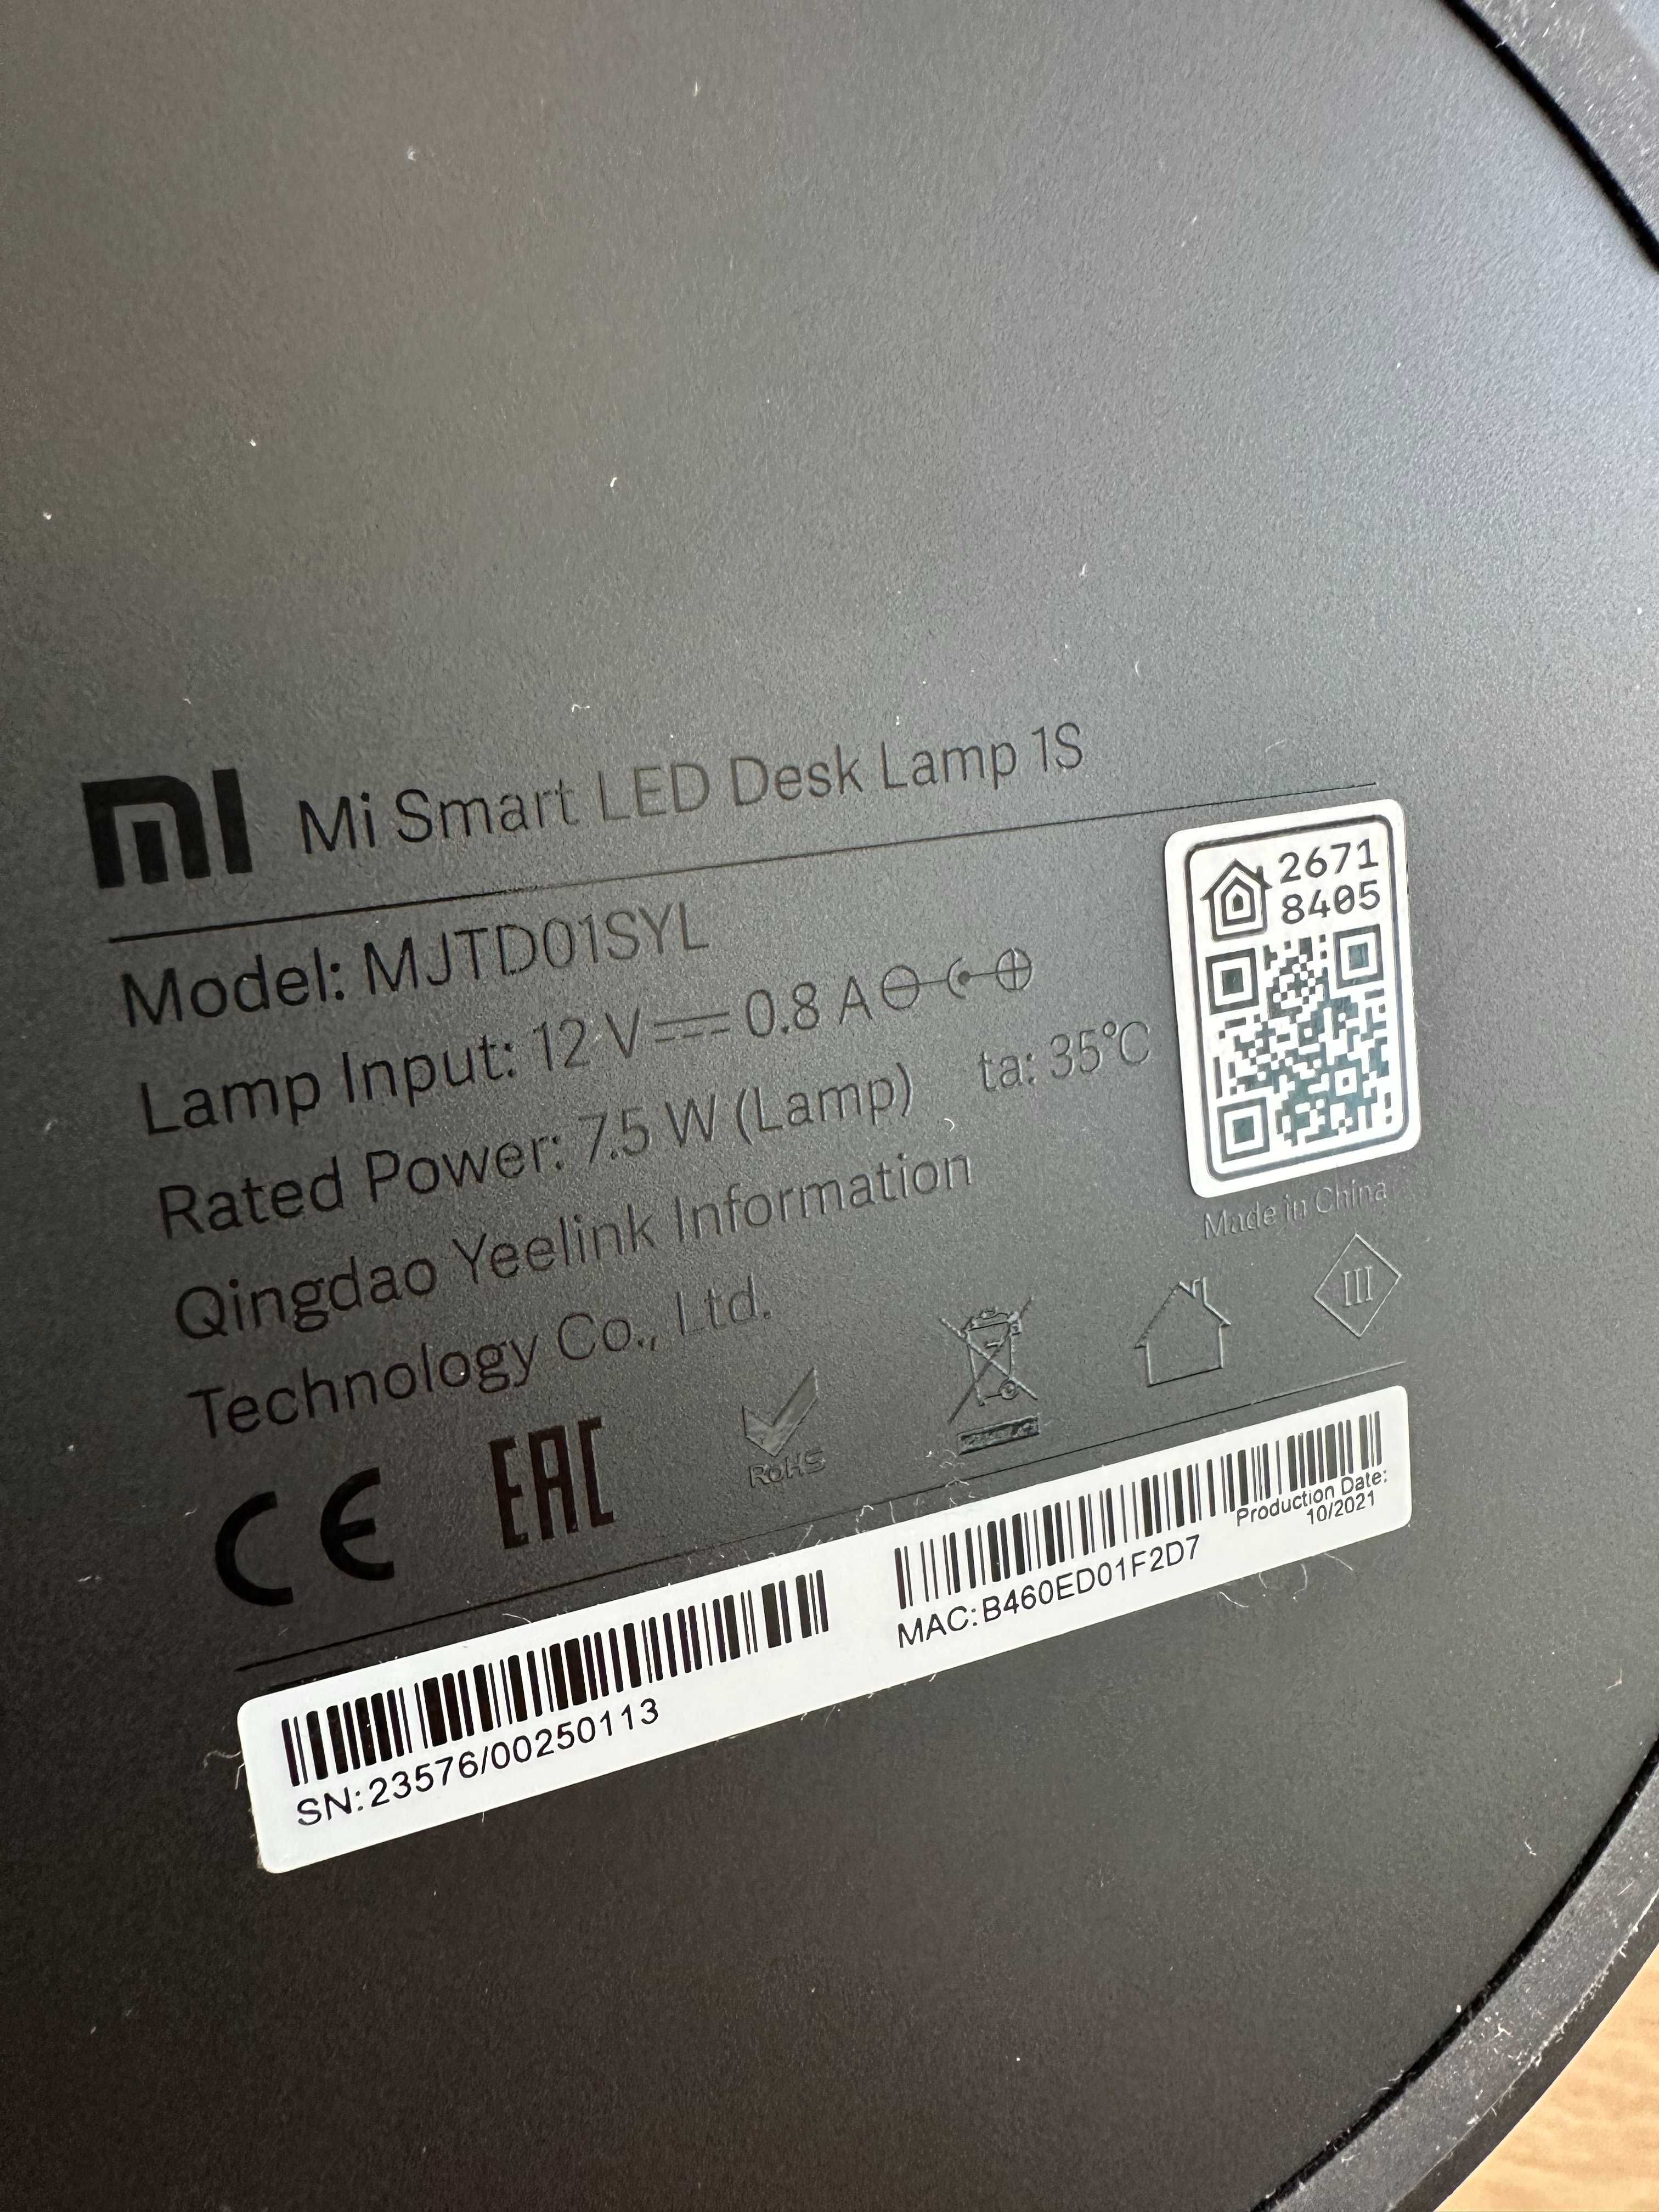 mi Mi Smart LED Desk Lamp 1S
Model: MJTD01SYL
Lamp Input: 12 V⎓0.8 A
Rated Power: 7.5 W (Lamp) ta: 35℃
Qingdao Yeelink Information
Technology Co., Ltd.
2671
8405
Made in China
CE EAC RoHS
III
SN:23576/00250113
MAC:B460ED01F2D7
Production Date:
10/2021